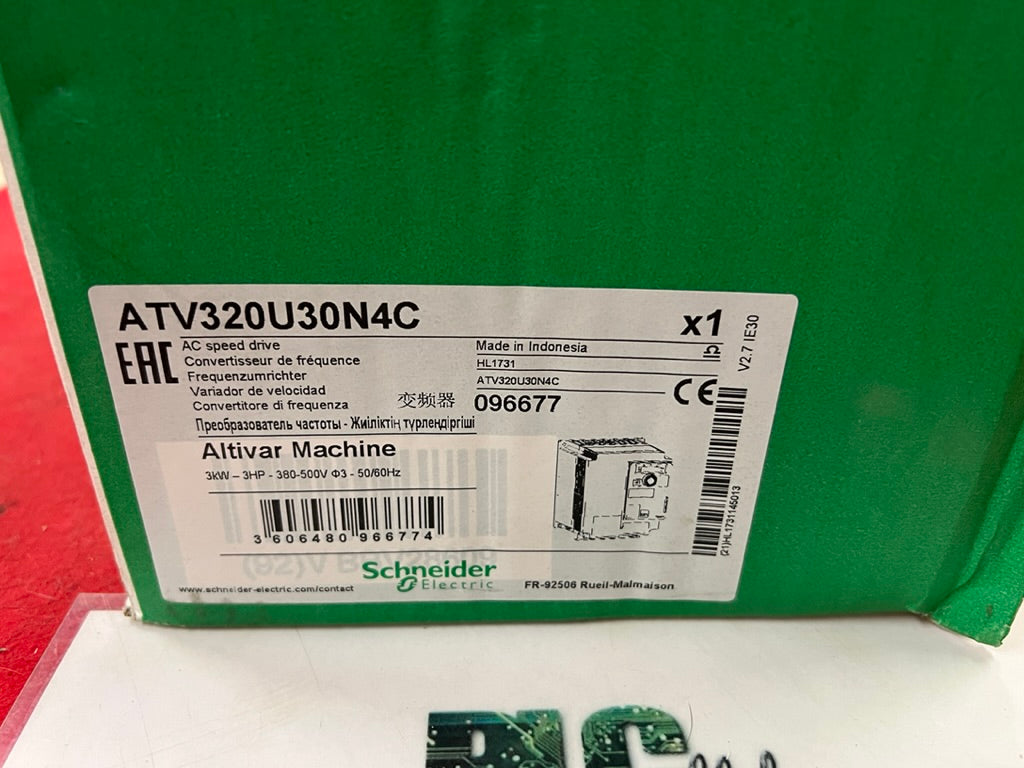 ATV320U30N4C
x1
V2.7 IE30
EAC
AC speed drive
Convertisseur de fréquence
Frequenzumrichter
Variador de velocidad
Convertitore di frequenza
变频器
Преобразователь частоты - Жиіліктің түрлендіргіші
Made in Indonesia
HL1731
ATV320U30N4C
096677
CE
Altivar Machine
3kW – 3HP - 380-500V Φ3 - 50/60Hz
3 606480 966774
(21)HL1731145013
Schneider
Electric
www.schneider-electric.com/contact
FR-92506 Rueil-Malmaison